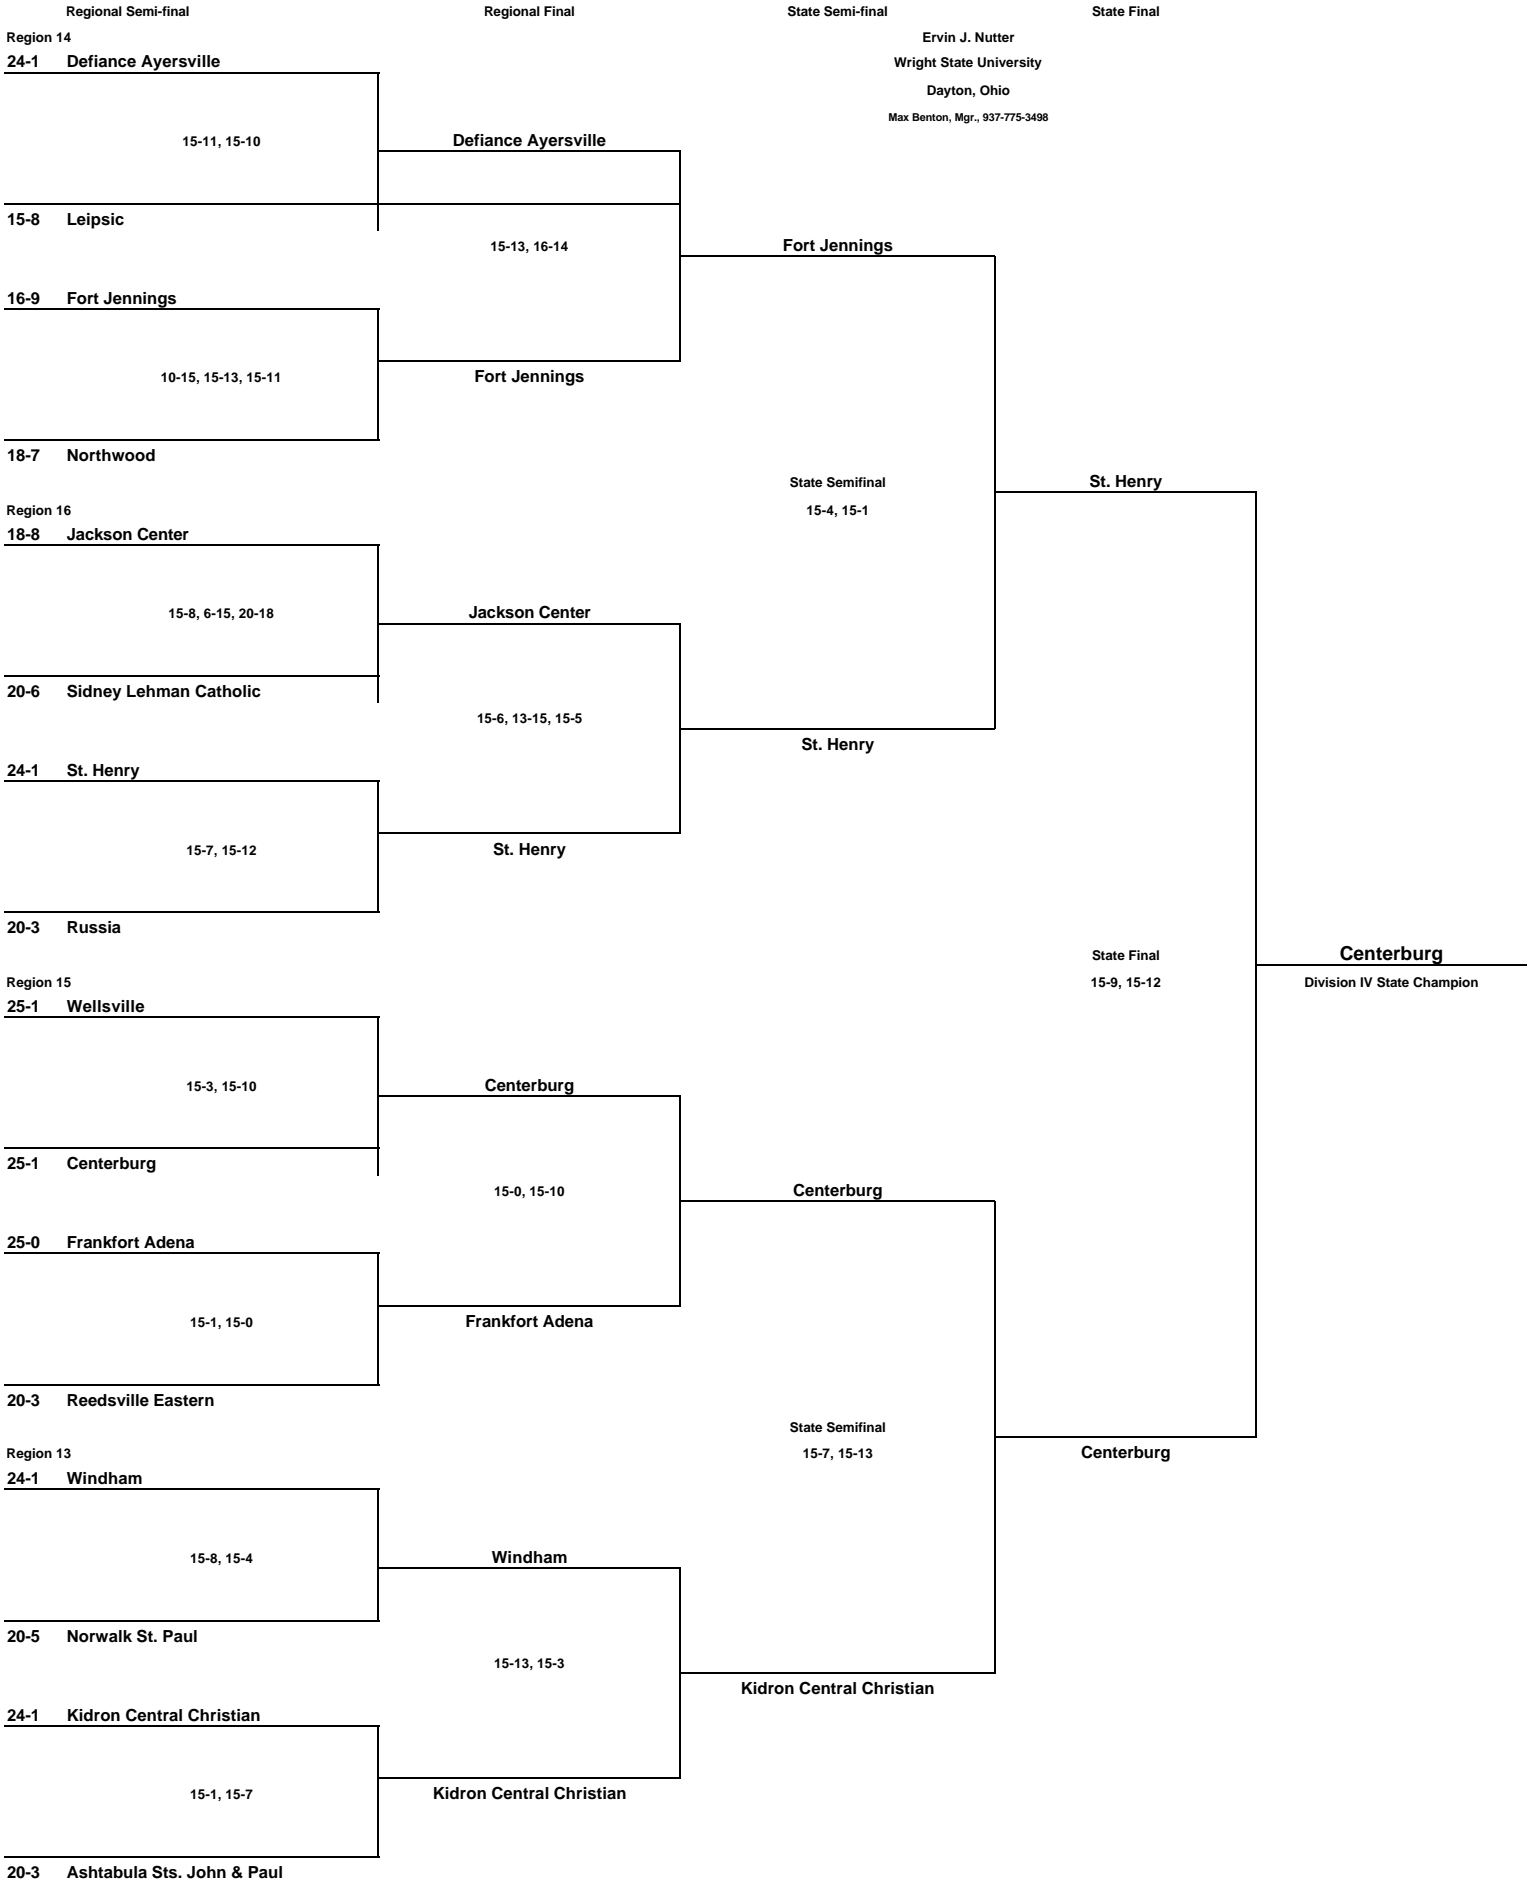 Regional Semi-final Regional Final State Semi-final State Final
Region 14 Ervin J. Nutter
24-1 Defiance Ayersville Wright State University
Dayton, Ohio
Max Benton, Mgr., 937-775-3498
15-11, 15-10 Defiance Ayersville
15-8 Leipsic
15-13, 16-14 Fort Jennings
16-9 Fort Jennings
10-15, 15-13, 15-11 Fort Jennings
18-7 Northwood
State Semifinal St. Henry
Region 16 15-4, 15-1
18-8 Jackson Center
15-8, 6-15, 20-18 Jackson Center
20-6 Sidney Lehman Catholic
15-6, 13-15, 15-5
St. Henry
24-1 St. Henry
15-7, 15-12 St. Henry
20-3 Russia
State Final Centerburg
Region 15 15-9, 15-12 Division IV State Champion
25-1 Wellsville
15-3, 15-10 Centerburg
25-1 Centerburg
15-0, 15-10 Centerburg
25-0 Frankfort Adena
15-1, 15-0 Frankfort Adena
20-3 Reedsville Eastern
State Semifinal
Region 13 15-7, 15-13 Centerburg
24-1 Windham
15-8, 15-4 Windham
20-5 Norwalk St. Paul
15-13, 15-3
Kidron Central Christian
24-1 Kidron Central Christian
15-1, 15-7 Kidron Central Christian
20-3 Ashtabula Sts. John & Paul